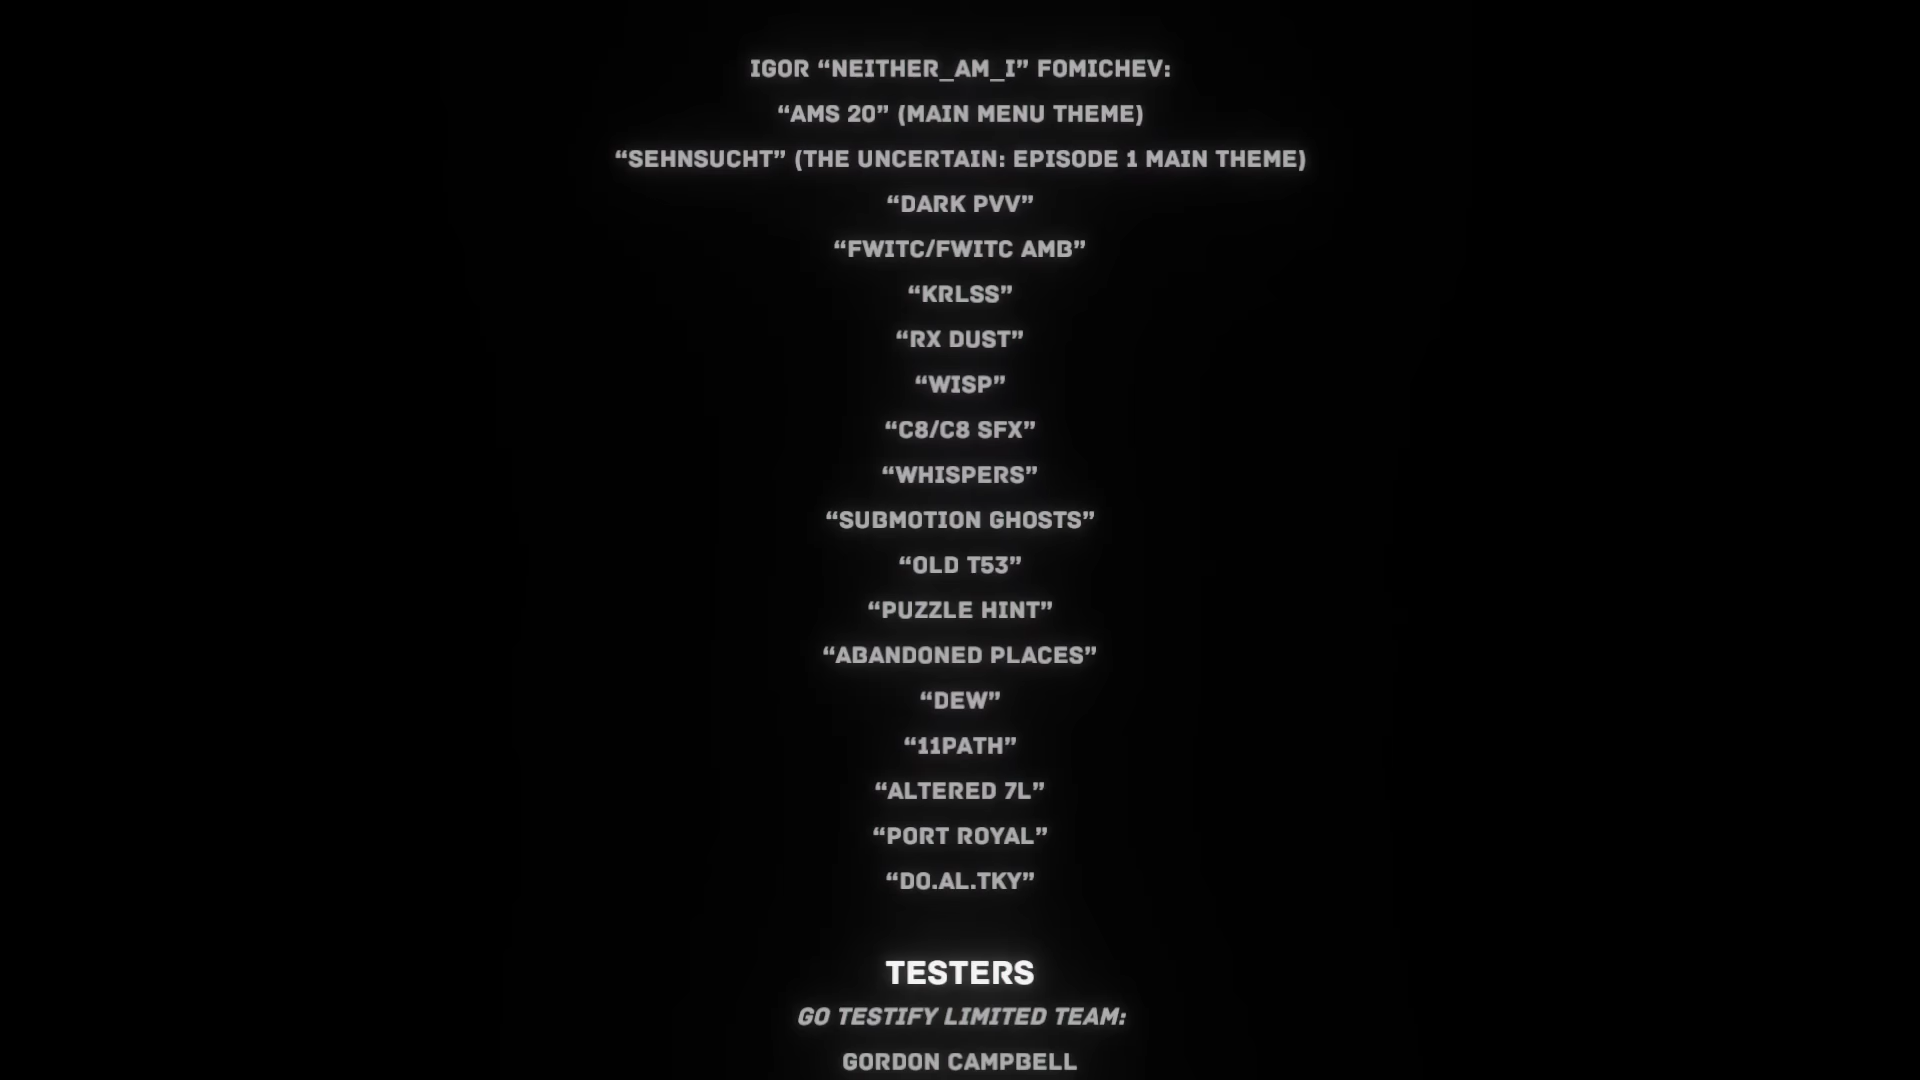 IGOR “NEITHER_AM_I” FOMICHEV:
“AMS 20” (MAIN MENU THEME)
“SEHNSUCHT” (THE UNCERTAIN: EPISODE 1 MAIN THEME)
“DARK PVV”
“FWITC/FWITC AMB”
“KRLSS”
“RX DUST”
“WISP”
“C8/C8 SFX”
“WHISPERS”
“SUBMOTION GHOSTS”
“OLD T53”
“PUZZLE HINT”
“ABANDONED PLACES”
“DEW”
“11PATH”
“ALTERED 7L”
“PORT ROYAL”
“DO.AL.TKY”
TESTERS
GO TESTIFY LIMITED TEAM:
GORDON CAMPBELL